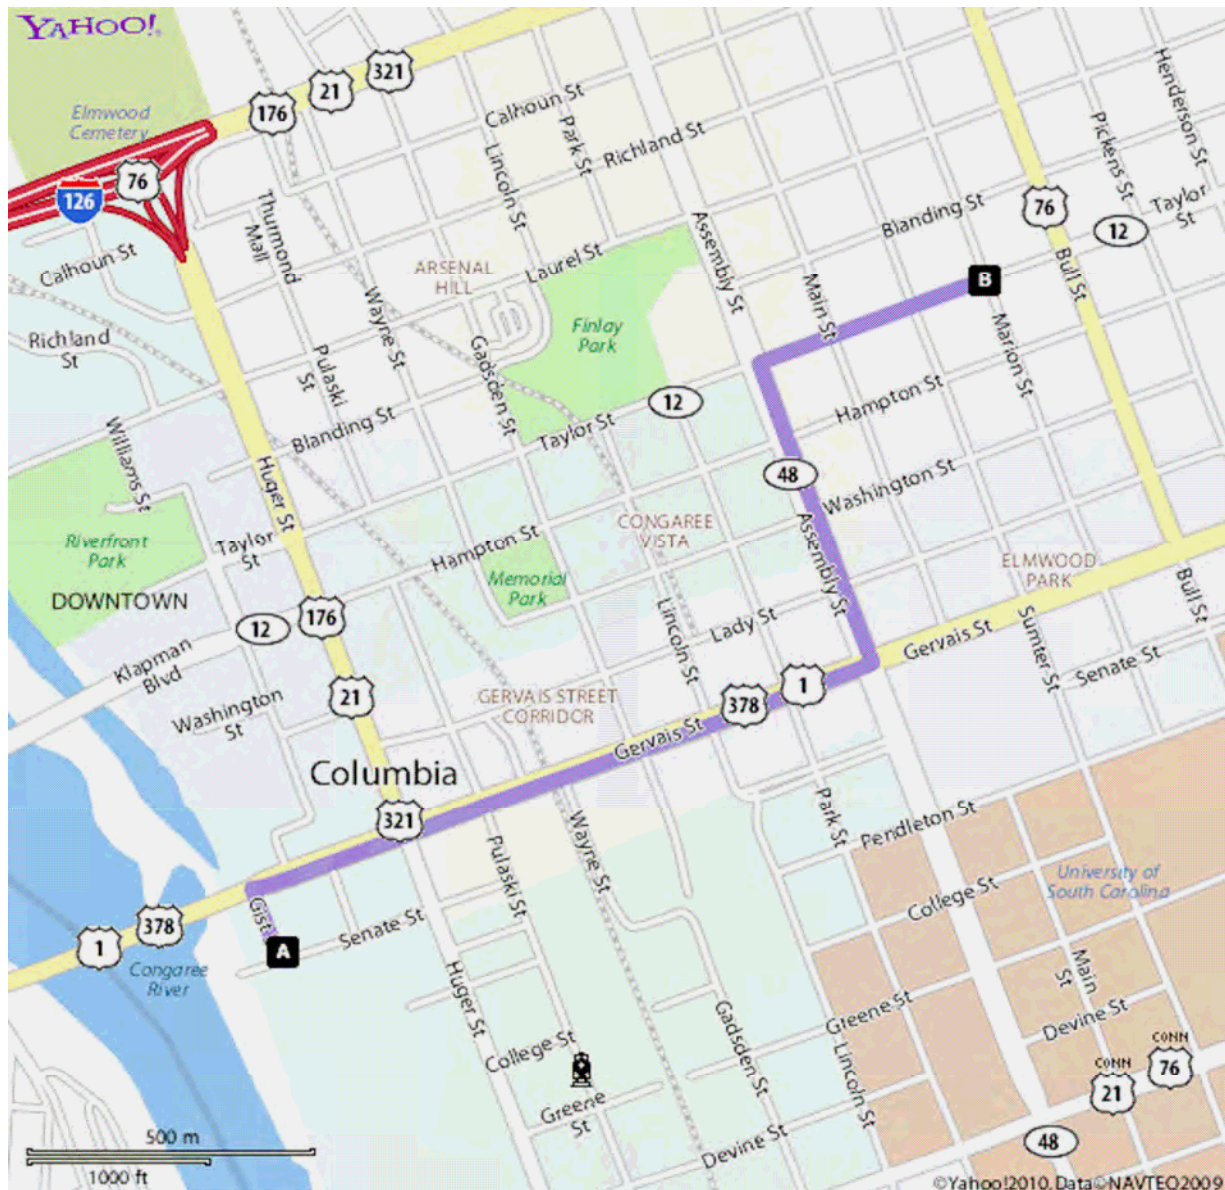 YAHOO!
Elmwood
Cemetery
176
21
321
Calhoun St
Park St
Richland St
Lincoln St
Henderson St
Pickens St
Taylor
St
12
76
Blanding St
126
76
Calhoun St
Thurmond
Mall
ARSENAL
HILL
Laurel St
Assembly St
Main St
Bull St
B
Richland
St
Wayne St
Pulaski
St
Gadsden St
Finlay
Park
Marion St
Hampton St
12
Blanding St
Taylor St
Williams St
Huger St
48
Washington St
Riverfront
Park
Taylor
St
Hampton St
CONGAREE
VISTA
Assembly St
ELMWOOD
PARK
Memorial
Park
DOWNTOWN
176
12
Lincoln St
Lady St
Gervais St
Sumter St
Bull St
Senate St
Klapman
Blvd
Washington
St
21
GERVAIS STREET
CORRIDOR
378
1
Gervais St
Columbia
321
Park St
Pendleton St
Pulaski St
Wayne St
University of
South Carolina
College St
Gist
378
1
A
Senate St
Congaree
River
Huger St
Main
St
Greene St
Devine St
College St
Gadsden St
Lincoln St
Greene
St
CONN
21
CONN
76
Devine St
48
500 m
1000 ft
©Yahoo!2010, Data©NAVTEQ2009